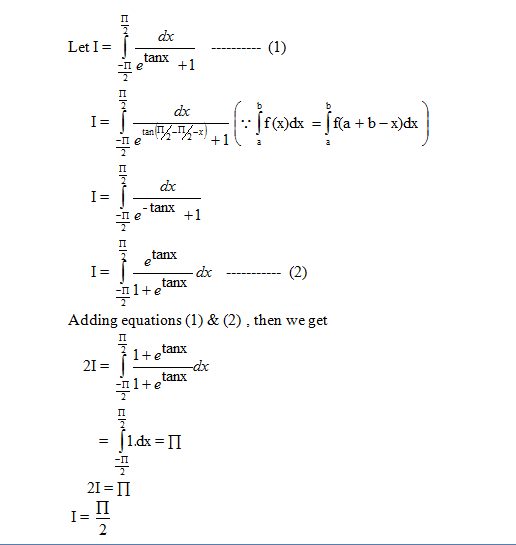 Let I = ∫_{-Π/2}^{Π/2} dx / (e^{tanx} +1) ---------- (1)
I = ∫_{-Π/2}^{Π/2} dx / (e^{tan(Π/2-Π/2-x)} +1) (∵ ∫_a^b f(x)dx = ∫_a^b f(a + b - x)dx)
I = ∫_{-Π/2}^{Π/2} dx / (e^{-tanx} +1)
I = ∫_{-Π/2}^{Π/2} e^{tanx} / (1+e^{tanx}) dx ----------- (2)
Adding equations (1) & (2) , then we get
2I = ∫_{-Π/2}^{Π/2} (1+e^{tanx}) / (1+e^{tanx}) dx
= ∫_{-Π/2}^{Π/2} 1.dx = ∏
2I = ∏
I = ∏/2